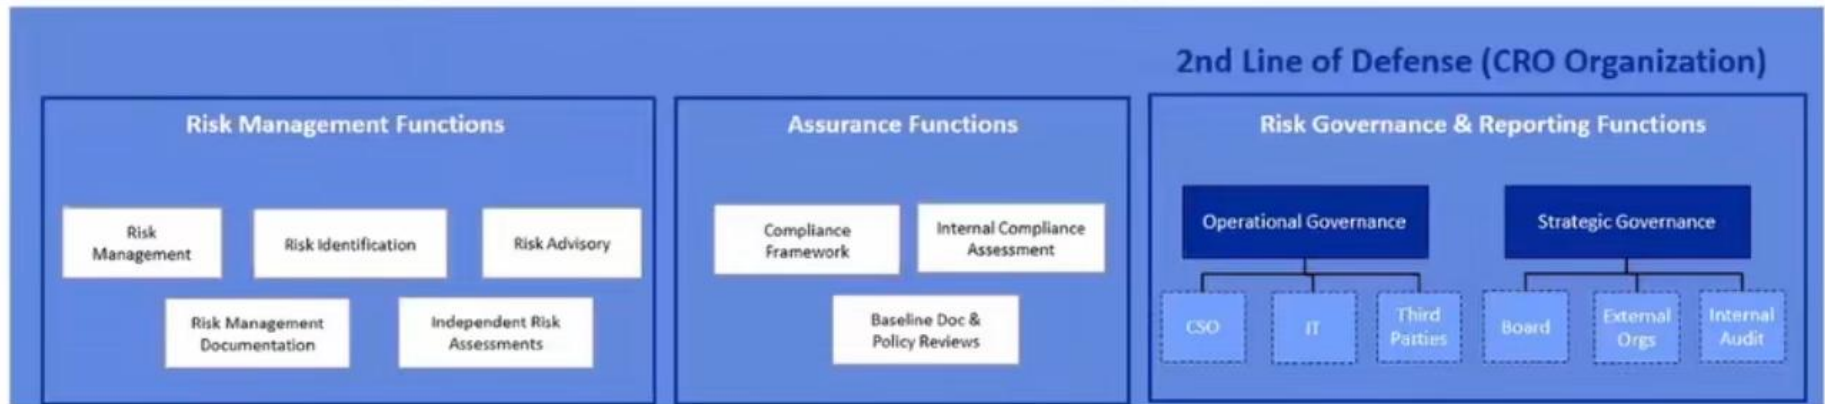 2nd Line of Defense (CRO Organization)
Risk Management Functions
Risk
Management
Risk Identification
Risk Advisory
Risk Management
Documentation
Independent Risk
Assessments
Assurance Functions
Compliance
Framework
Internal Compliance
Assessment
Baseline Doc &
Policy Reviews
Risk Governance & Reporting Functions
Operational Governance
CSO
IT
Third
Parties
Strategic Governance
Board
External
Orgs
Internal
Audit